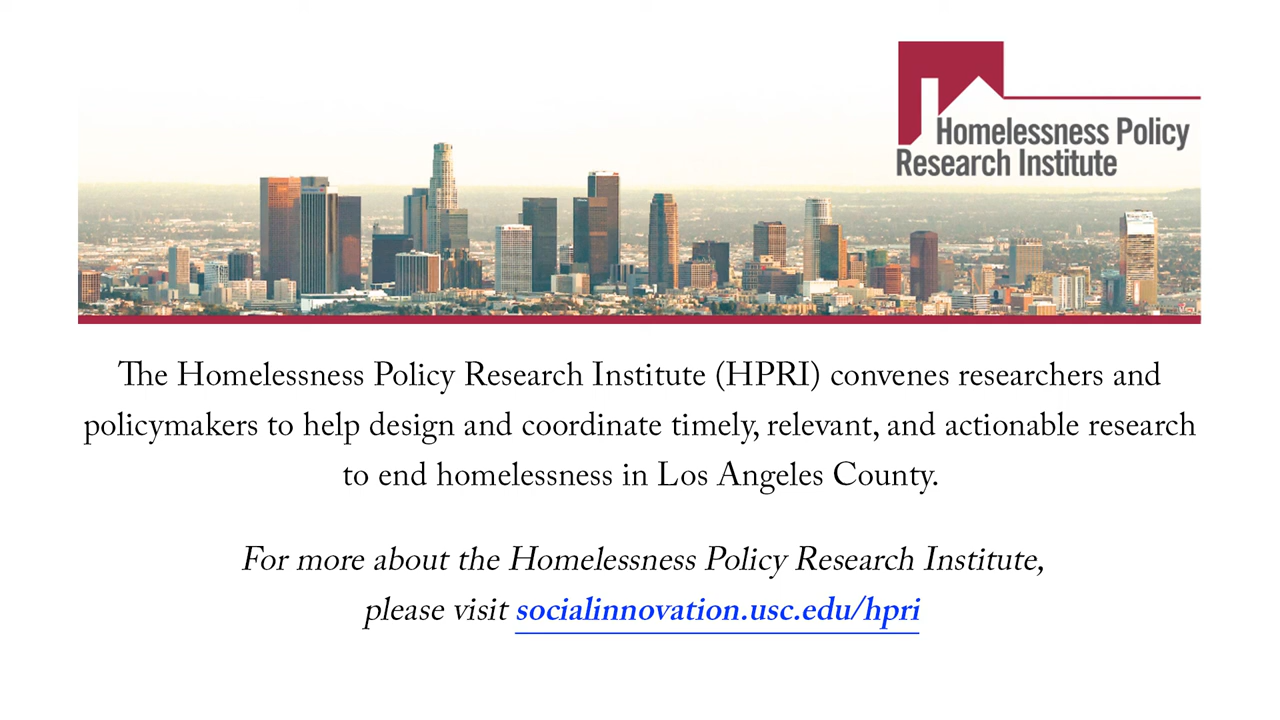 Homelessness Policy
Research Institute
The Homelessness Policy Research Institute (HPRI) convenes researchers and
policymakers to help design and coordinate timely, relevant, and actionable research
to end homelessness in Los Angeles County.
For more about the Homelessness Policy Research Institute,
please visit socialinnovation.usc.edu/hpri